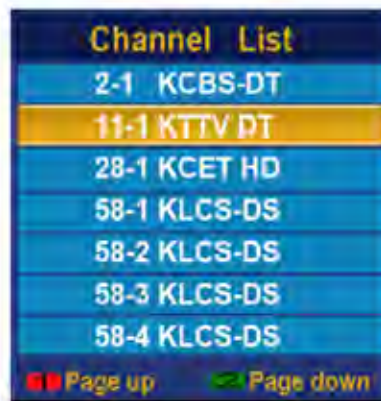 Channel List
2-1 KCBS-DT
11-1 KTTV DT
28-1 KCET HD
58-1 KLCS-DS
58-2 KLCS-DS
58-3 KLCS-DS
58-4 KLCS-DS
Page up Page down